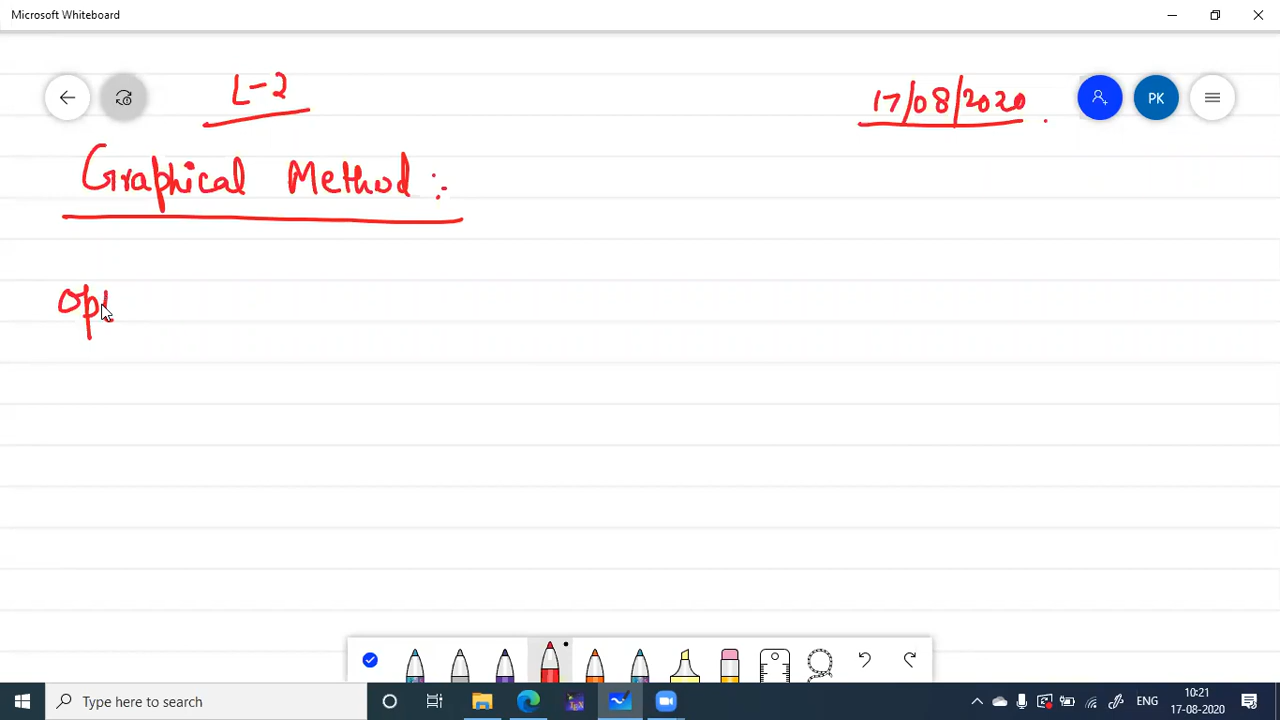 Microsoft Whiteboard
L-2
17/08/2020.
PK
Graphical Method :-
Type here to search
ENG
10:21
17-08-2020